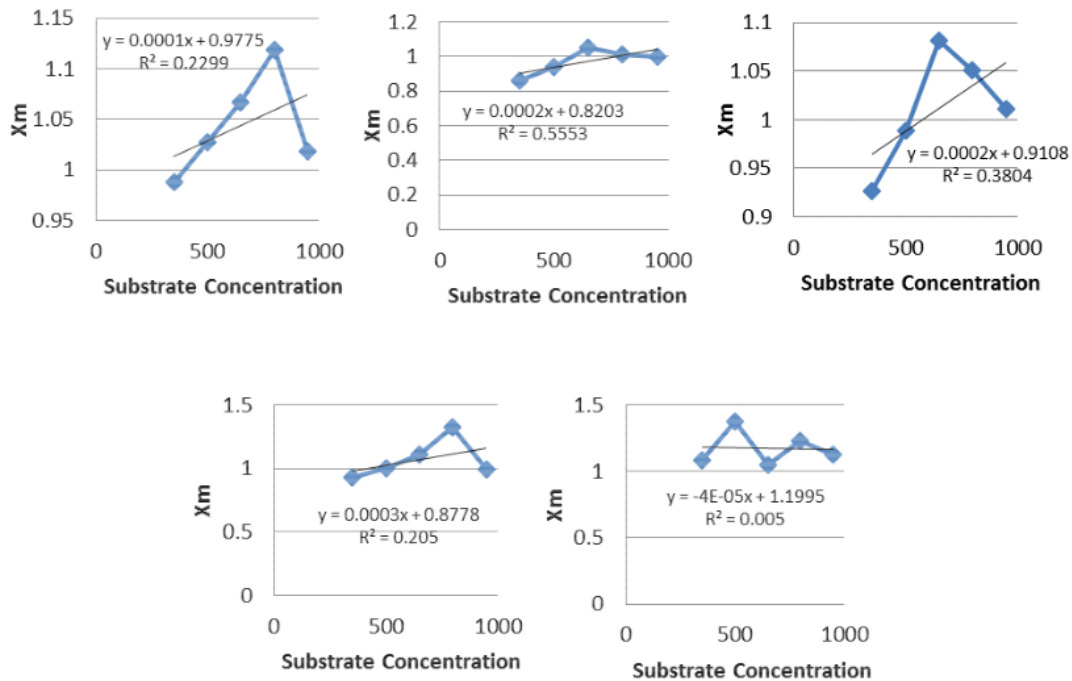 1.15
1.1
1.05
1
0.95
0
500
1000
Xm
y = 0.0001x + 0.9775
R² = 0.2299
Substrate Concentration
1.2
1
0.8
0.6
0.4
0.2
0
0
500
1000
Xm
y = 0.0002x + 0.8203
R² = 0.5553
Substrate Concentration
1.1
1.05
1
0.95
0.9
0
500
1000
Xm
y = 0.0002x + 0.9108
R² = 0.3804
Substrate Concentration
1.5
1
0.5
0
0
500
1000
Xm
y = 0.0003x + 0.8778
R² = 0.205
Substrate Concentration
1.5
1
0.5
0
0
500
1000
Xm
y = -4E-05x + 1.1995
R² = 0.005
Substrate Concentration